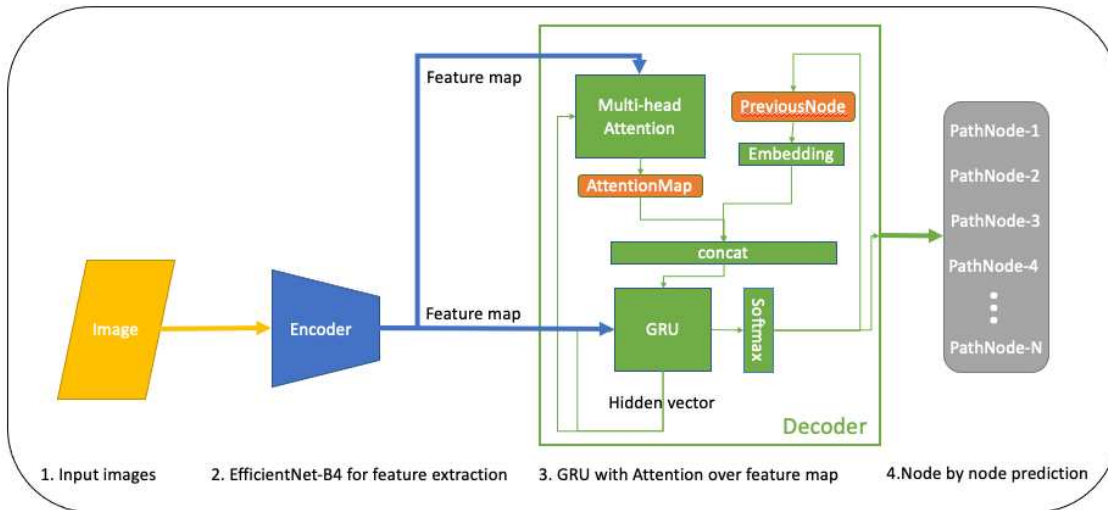 Feature map
Multi-head
Attention
PreviousNode
Embedding
AttentionMap
concat
Image
Encoder
Feature map
GRU
Softmax
Hidden vector
Decoder
PathNode-1
PathNode-2
PathNode-3
PathNode-4
PathNode-N
1. Input images
2. EfficientNet-B4 for feature extraction
3. GRU with Attention over feature map
4.Node by node prediction